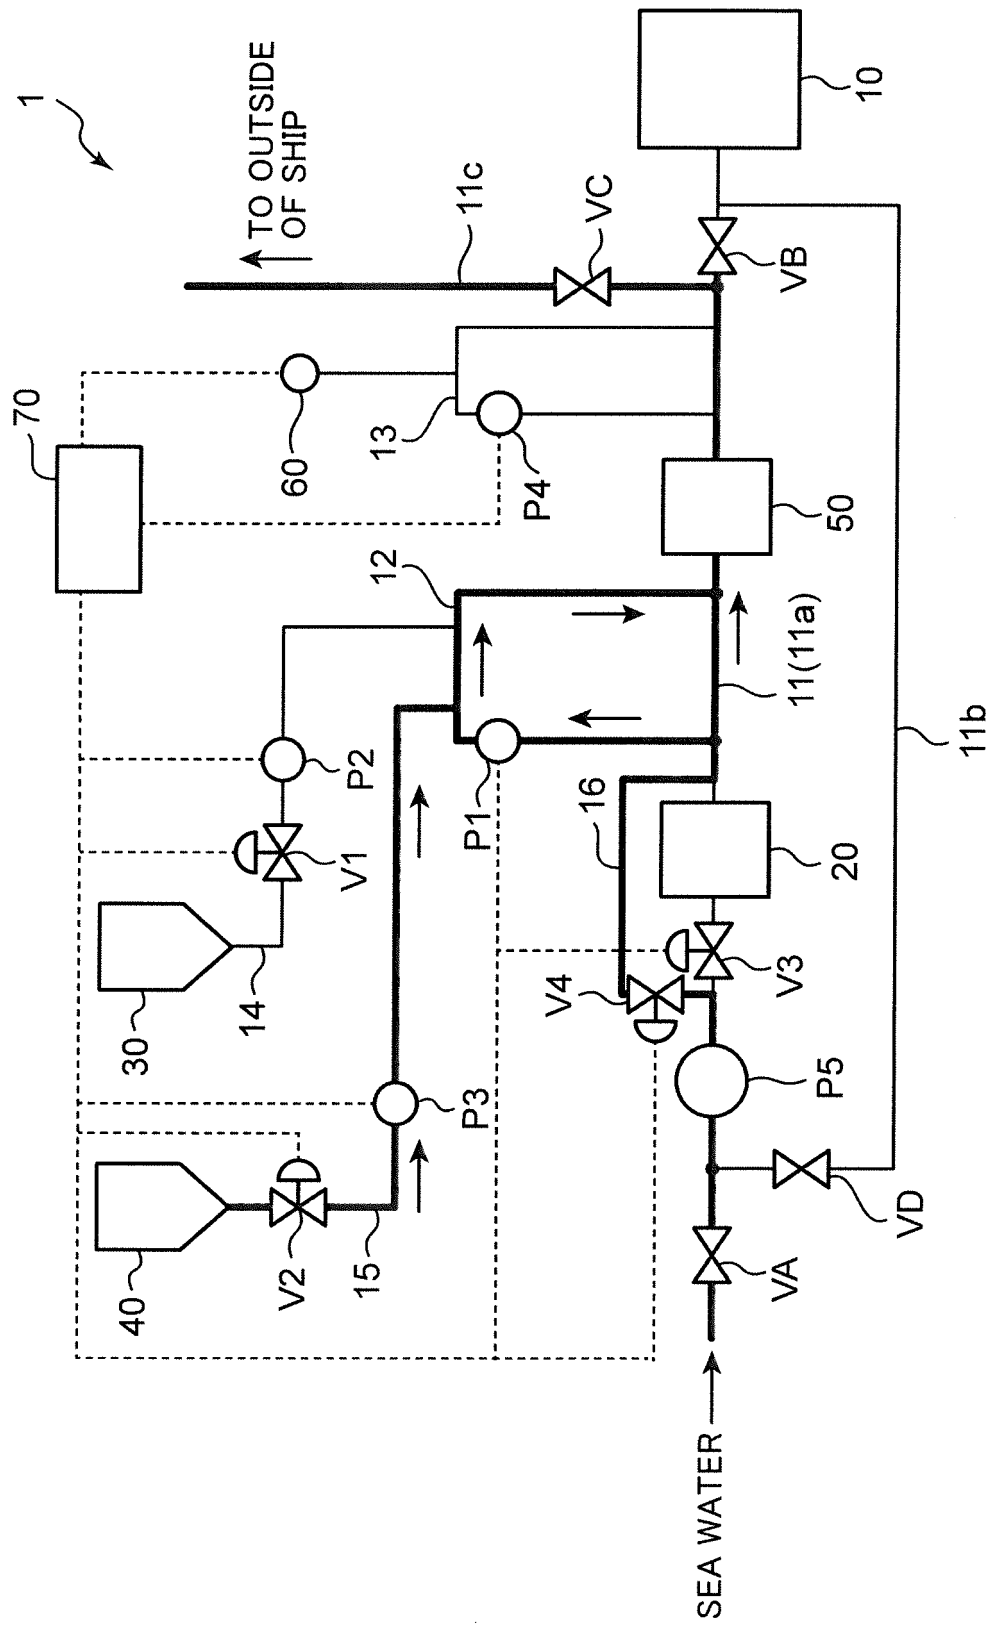 1
TO OUTSIDE
OF SHIP
70
11c
VC
10
VB
60
13
P4
50
12
11(11a)
11b
P2
P1
16
V1
20
30
14
V4
V3
P3
P5
40
V2
15
VD
VA
SEA WATER